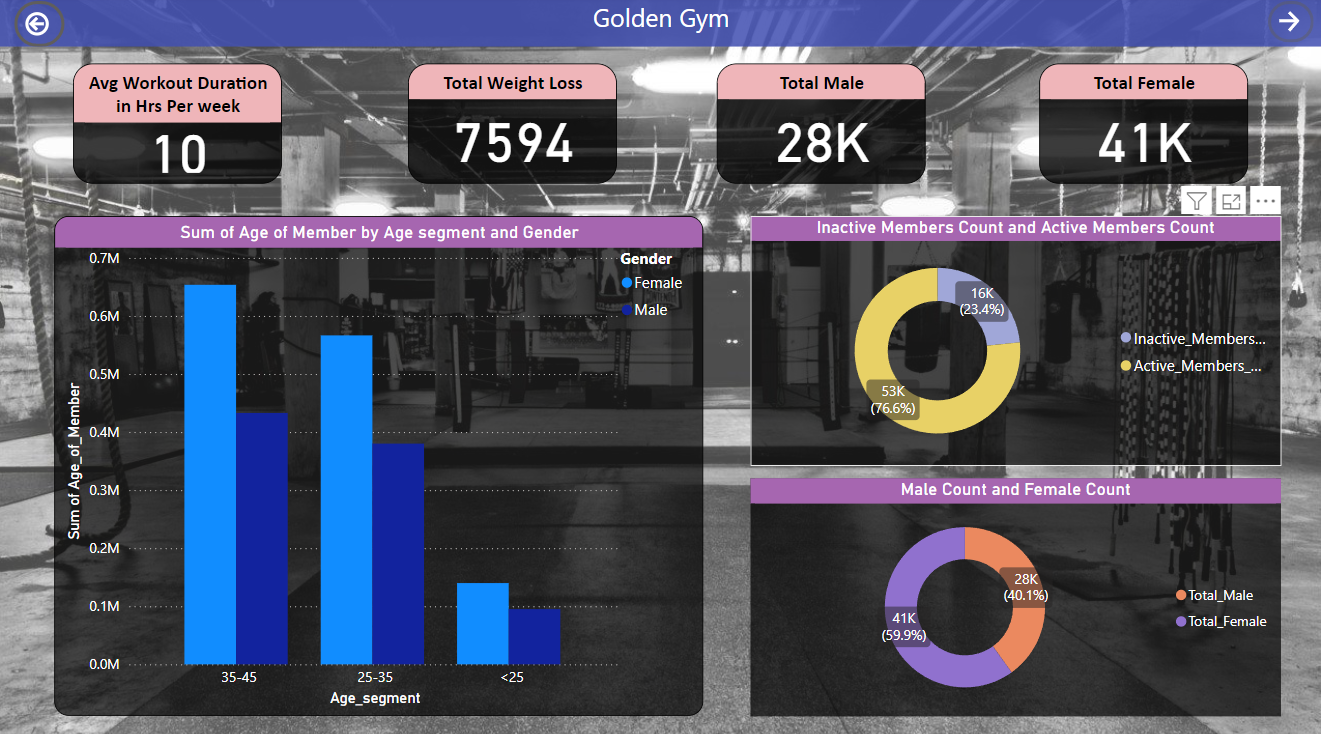 Golden Gym
Avg Workout Duration
in Hrs Per week
10
Total Weight Loss
7594
Total Male
28K
Total Female
41K
Sum of Age of Member by Age segment and Gender
Gender
Female
Male
Sum of Age_of_Member
0.7M
0.6M
0.5M
0.4M
0.3M
0.2M
0.1M
0.0M
35-45
25-35
<25
Age_segment
Inactive Members Count and Active Members Count
16K
(23.4%)
53K
(76.6%)
Inactive_Members...
Active_Members_...
Male Count and Female Count
28K
(40.1%)
41K
(59.9%)
Total_Male
Total_Female